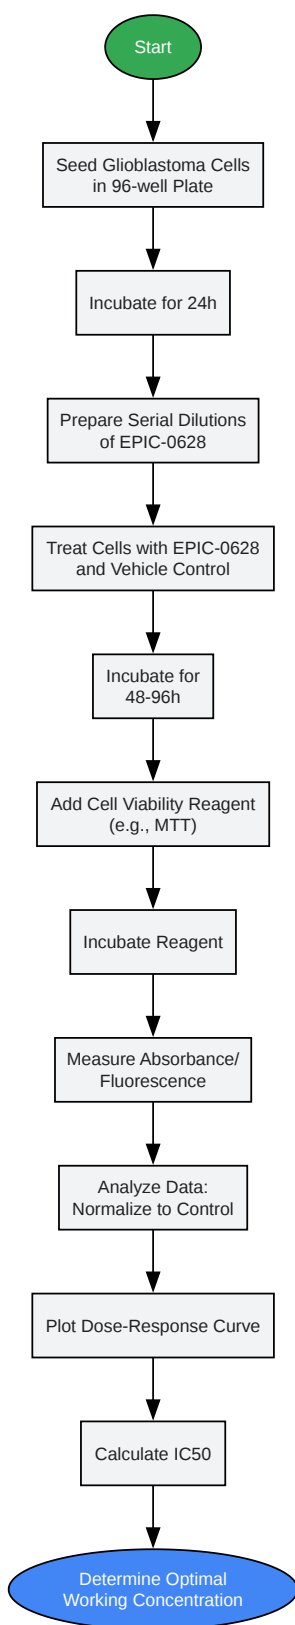 Start
Seed Glioblastoma Cells
in 96-well Plate
Incubate for 24h
Prepare Serial Dilutions
of EPIC-0628
Treat Cells with EPIC-0628
and Vehicle Control
Incubate for
48-96h
Add Cell Viability Reagent
(e.g., MTT)
Incubate Reagent
Measure Absorbance/
Fluorescence
Analyze Data:
Normalize to Control
Plot Dose-Response Curve
Calculate IC50
Determine Optimal
Working Concentration